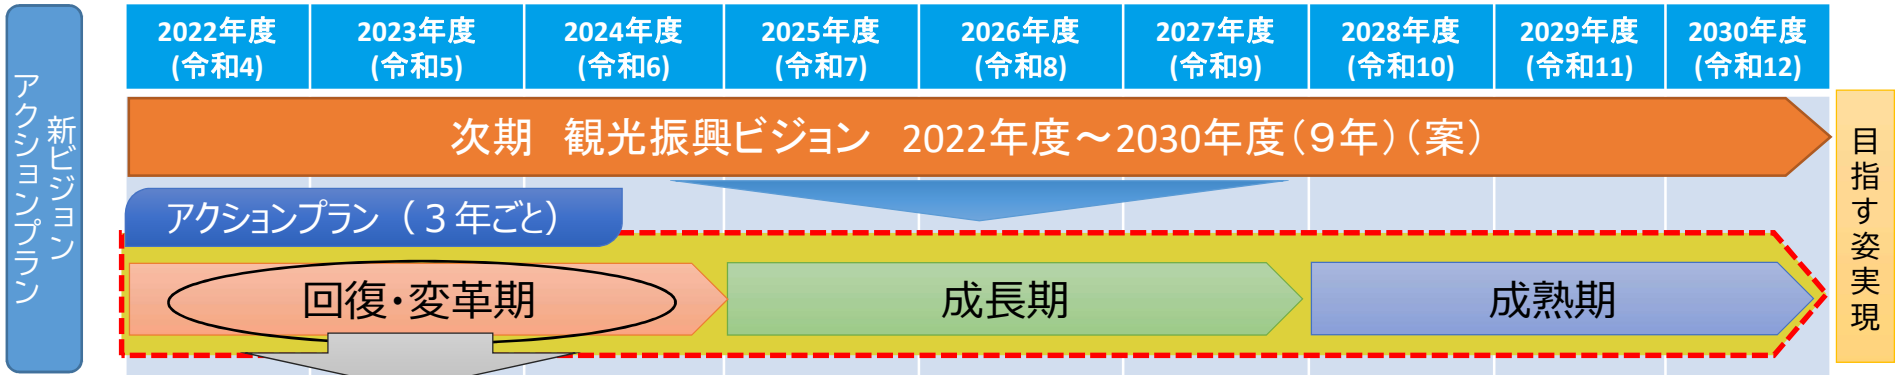 新ビジョン
アクションプラン
2022年度
(令和4)
2023年度
(令和5)
2024年度
(令和6)
2025年度
(令和7)
2026年度
(令和8)
2027年度
(令和9)
2028年度
(令和10)
2029年度
(令和11)
2030年度
(令和12)
次期　観光振興ビジョン　2022年度～2030年度（９年）（案）
アクションプラン（３年ごと）
回復・変革期
成長期
成熟期
目指す姿実現